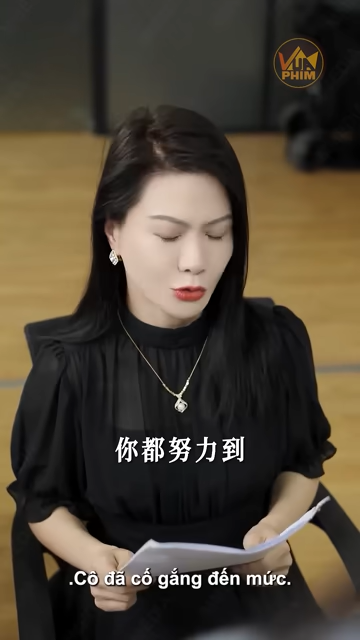 VUA
PHIM
你都努力到
.Cô đã cố gắng đến mức.